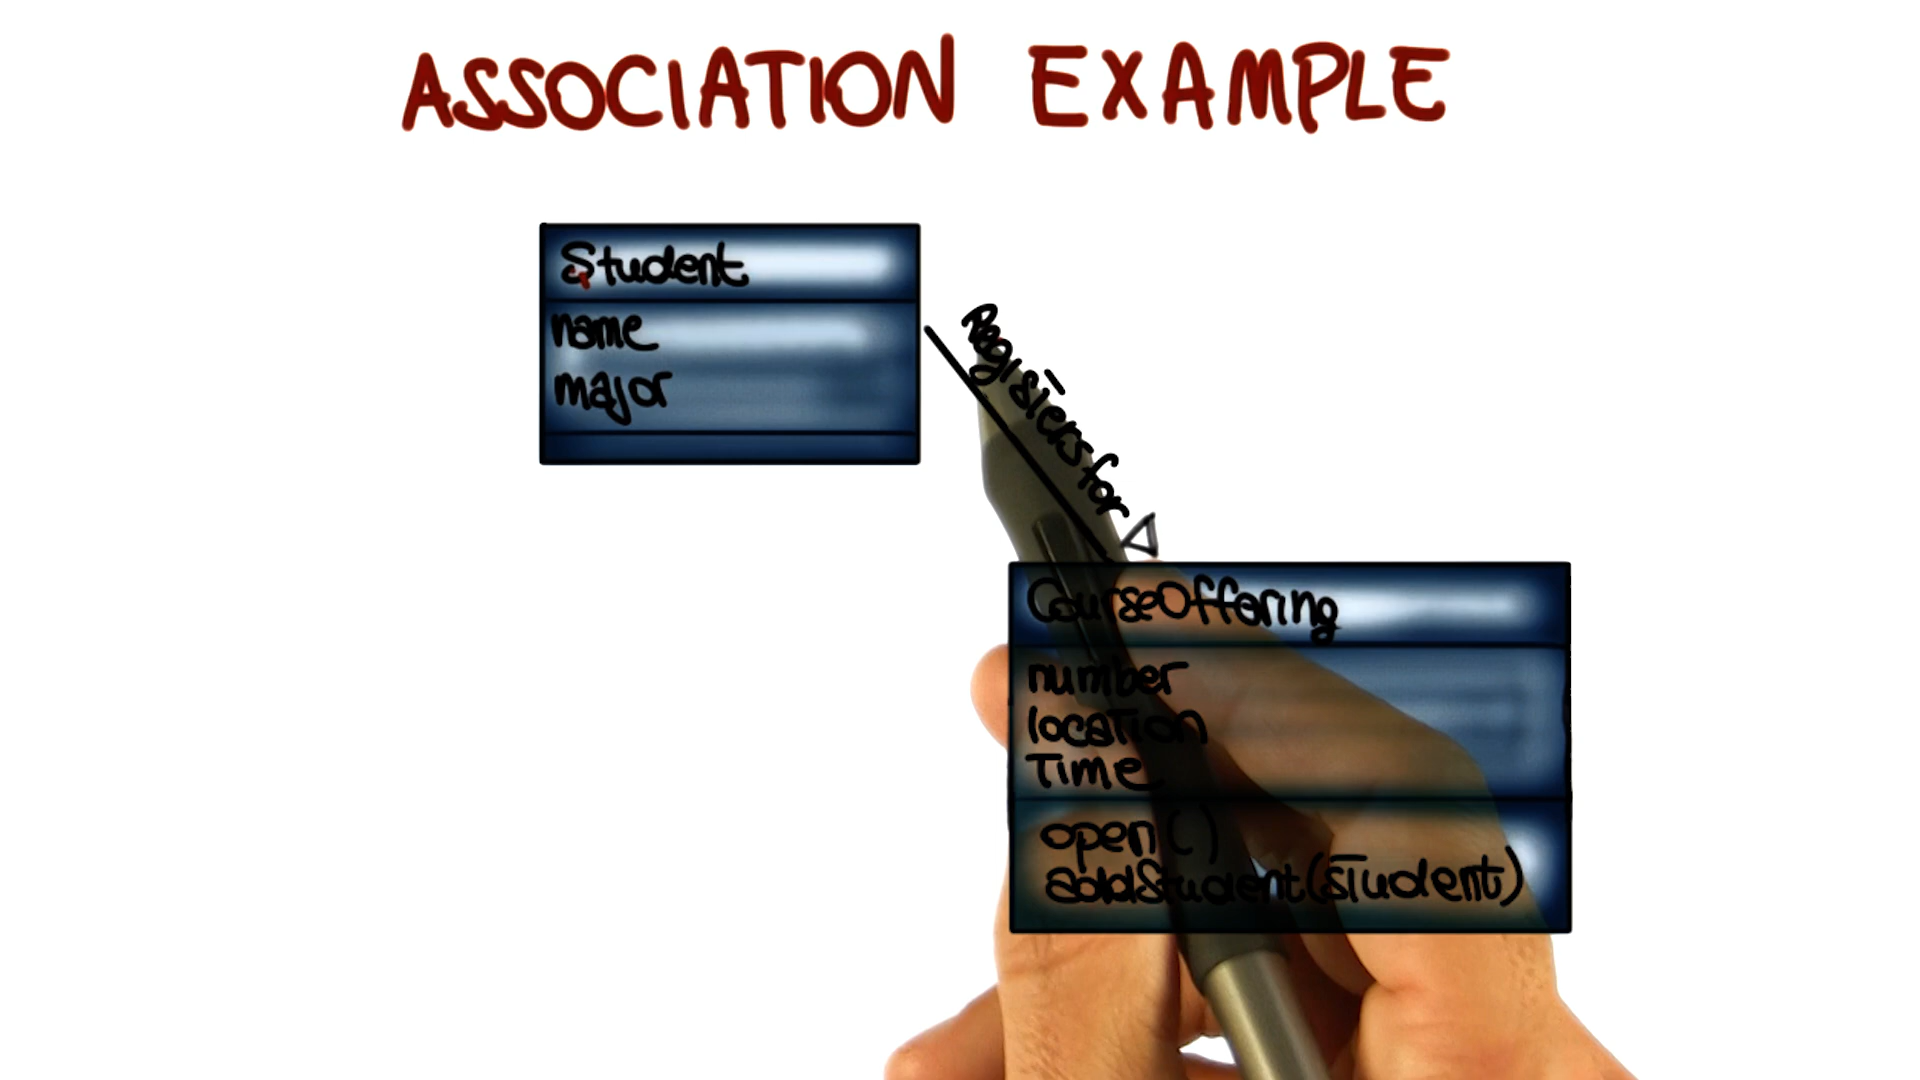 ASSOCIATION EXAMPLE
Student
name
major
Registers for
CourseOffering
number
location
Time
open()
addStudent(student)